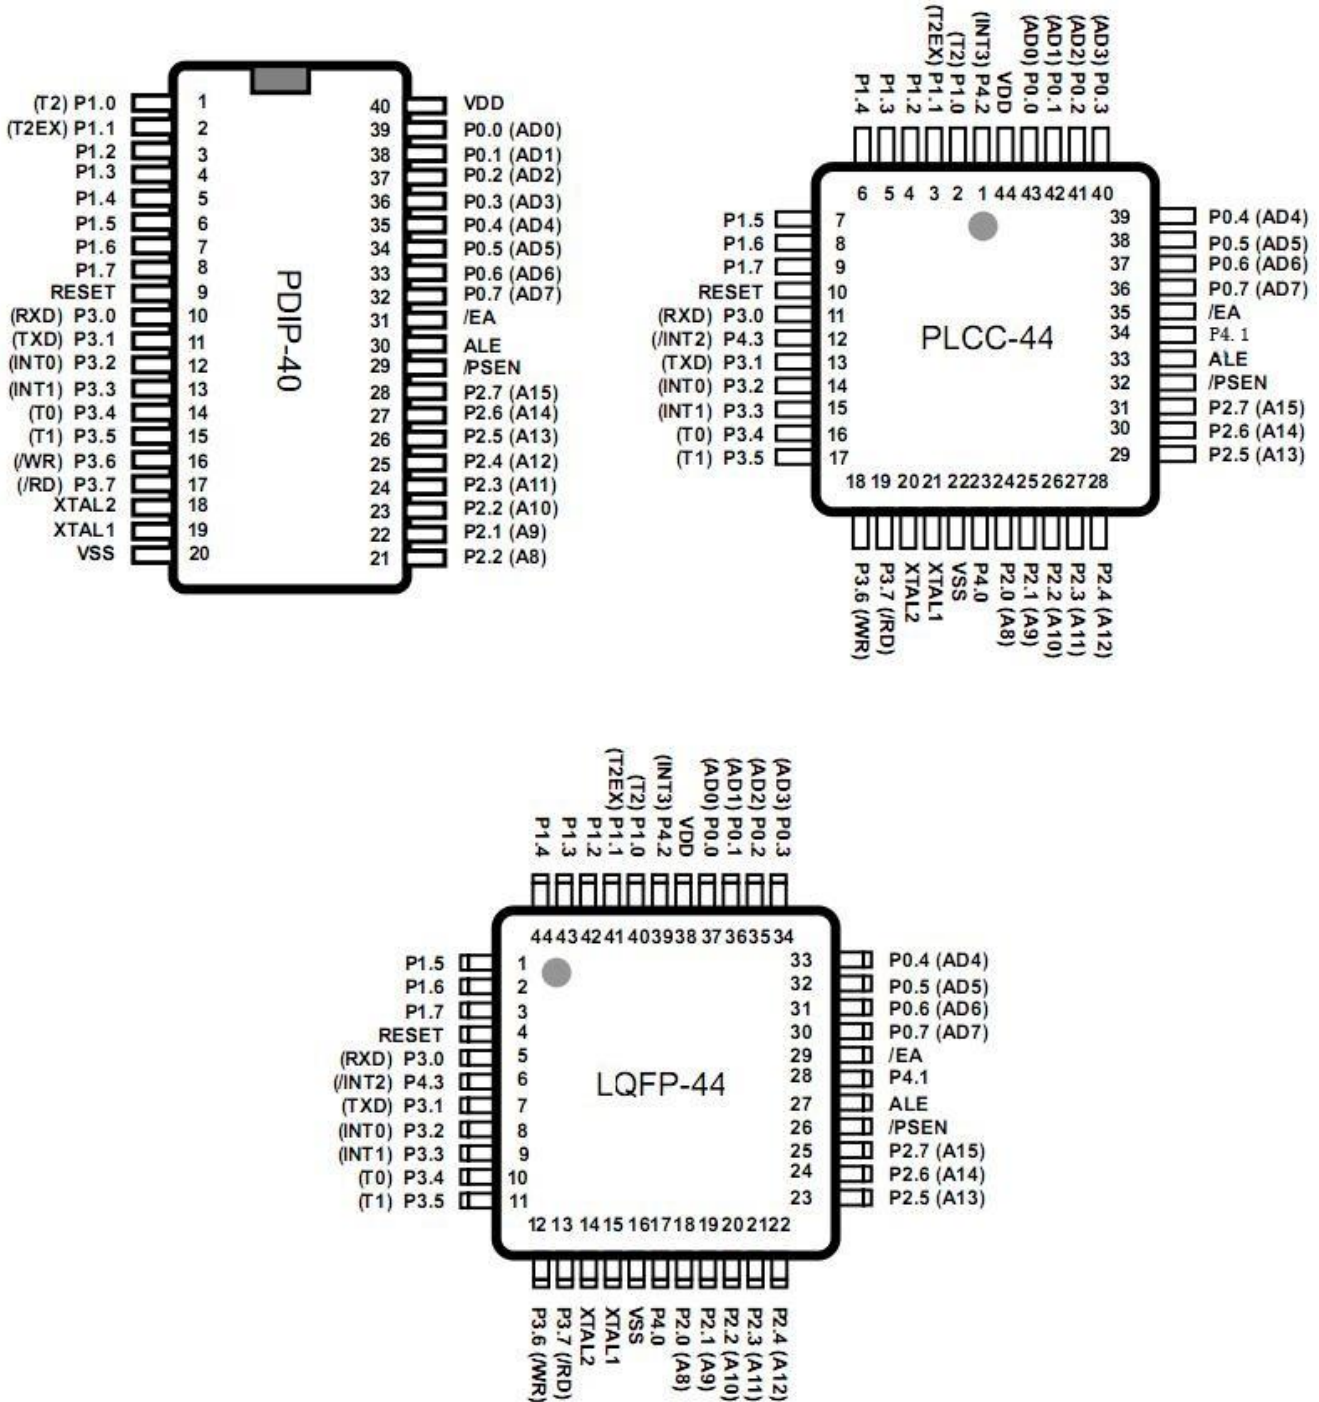 (T2) P1.0 1
(T2EX) P1.1 2
P1.2 3
P1.3 4
P1.4 5
P1.5 6
P1.6 7
P1.7 8
RESET 9
(RXD) P3.0 10
(TXD) P3.1 11
(INT0) P3.2 12
(INT1) P3.3 13
(T0) P3.4 14
(T1) P3.5 15
(/WR) P3.6 16
(/RD) P3.7 17
XTAL2 18
XTAL1 19
VSS 20
PDIP-40
40 VDD
39 P0.0 (AD0)
38 P0.1 (AD1)
37 P0.2 (AD2)
36 P0.3 (AD3)
35 P0.4 (AD4)
34 P0.5 (AD5)
33 P0.6 (AD6)
32 P0.7 (AD7)
31 /EA
30 ALE
29 /PSEN
28 P2.7 (A15)
27 P2.6 (A14)
26 P2.5 (A13)
25 P2.4 (A12)
24 P2.3 (A11)
23 P2.2 (A10)
22 P2.1 (A9)
21 P2.2 (A8)
P1.4
P1.3
P1.2
(T2EX) P1.1
(T2) P1.0
(INT3) P4.2
VDD
(AD0) P0.0
(AD1) P0.1
(AD2) P0.2
(AD3) P0.3
6 5 4 3 2 1 44 43 42 41 40
P1.5 7
P1.6 8
P1.7 9
RESET 10
(RXD) P3.0 11
(/INT2) P4.3 12
(TXD) P3.1 13
(INT0) P3.2 14
(INT1) P3.3 15
(T0) P3.4 16
(T1) P3.5 17
PLCC-44
39 P0.4 (AD4)
38 P0.5 (AD5)
37 P0.6 (AD6)
36 P0.7 (AD7)
35 /EA
34 P4.1
33 ALE
32 /PSEN
31 P2.7 (A15)
30 P2.6 (A14)
29 P2.5 (A13)
18 19 20 21 22 23 24 25 26 27 28
P3.6 (/WR)
P3.7 (/RD)
XTAL2
XTAL1
VSS
P4.0
P2.0 (A8)
P2.1 (A9)
P2.2 (A10)
P2.3 (A11)
P2.4 (A12)
P1.4
P1.3
P1.2
(T2EX) P1.1
(T2) P1.0
(INT3) P4.2
VDD
(AD0) P0.0
(AD1) P0.1
(AD2) P0.2
(AD3) P0.3
44 43 42 41 40 39 38 37 36 35 34
P1.5 1
P1.6 2
P1.7 3
RESET 4
(RXD) P3.0 5
(/INT2) P4.3 6
(TXD) P3.1 7
(INT0) P3.2 8
(INT1) P3.3 9
(T0) P3.4 10
(T1) P3.5 11
LQFP-44
33 P0.4 (AD4)
32 P0.5 (AD5)
31 P0.6 (AD6)
30 P0.7 (AD7)
29 /EA
28 P4.1
27 ALE
26 /PSEN
25 P2.7 (A15)
24 P2.6 (A14)
23 P2.5 (A13)
12 13 14 15 16 17 18 19 20 21 22
P3.6 (/WR)
P3.7 (/RD)
XTAL2
XTAL1
VSS
P4.0
P2.0 (A8)
P2.1 (A9)
P2.2 (A10)
P2.3 (A11)
P2.4 (A12)